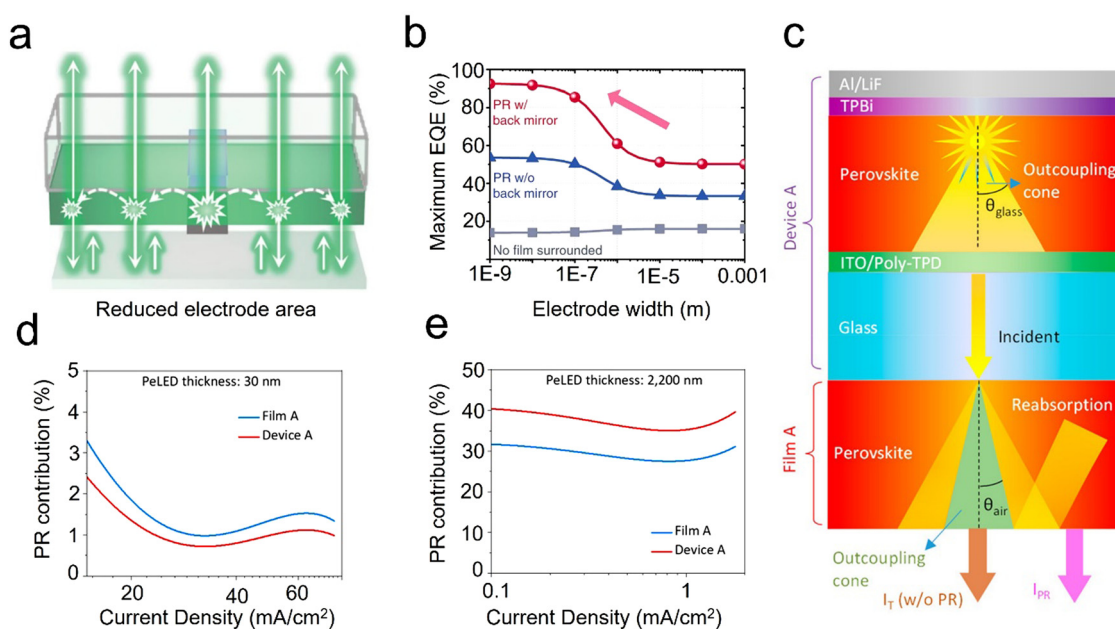 a
Reduced electrode area
b
Maximum EQE (%)
100
80
60
40
20
0
PR w/
back mirror
PR w/o
back mirror
No film surrounded
1E-9
1E-7
1E-5
0.001
Electrode width (m)
c
Device A
Al/LiF
TPBi
Perovskite
Outcoupling
cone
θglass
ITO/Poly-TPD
Glass
Incident
Film A
Reabsorption
Perovskite
θair
Outcoupling
cone
IT (w/o PR)
IPR
d
PR contribution (%)
5
4
3
2
1
0
PeLED thickness: 30 nm
Film A
Device A
20
40
60
Current Density (mA/cm²)
e
PR contribution (%)
50
40
30
20
10
0
PeLED thickness: 2,200 nm
Film A
Device A
0.1
1
Current Density (mA/cm²)